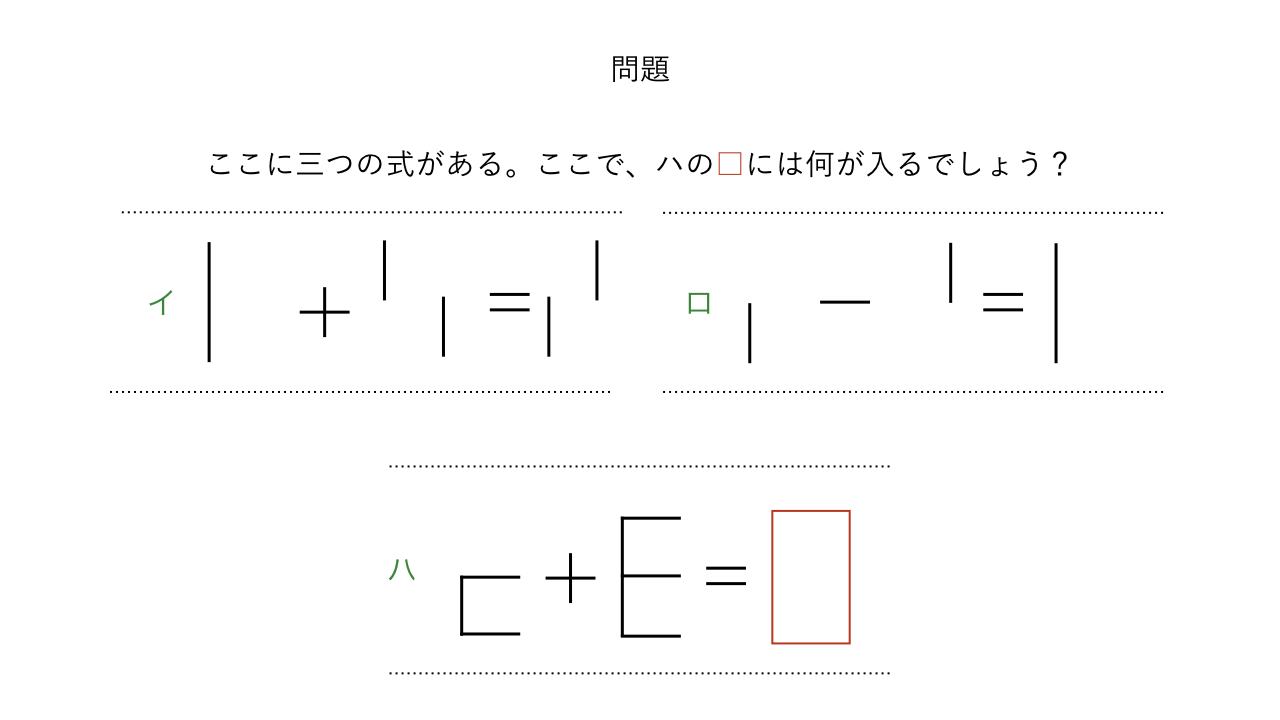 問題
ここに三つの式がある。ここで、ハの□には何が入るでしょう？
イ + =
ロ − =
ハ + =